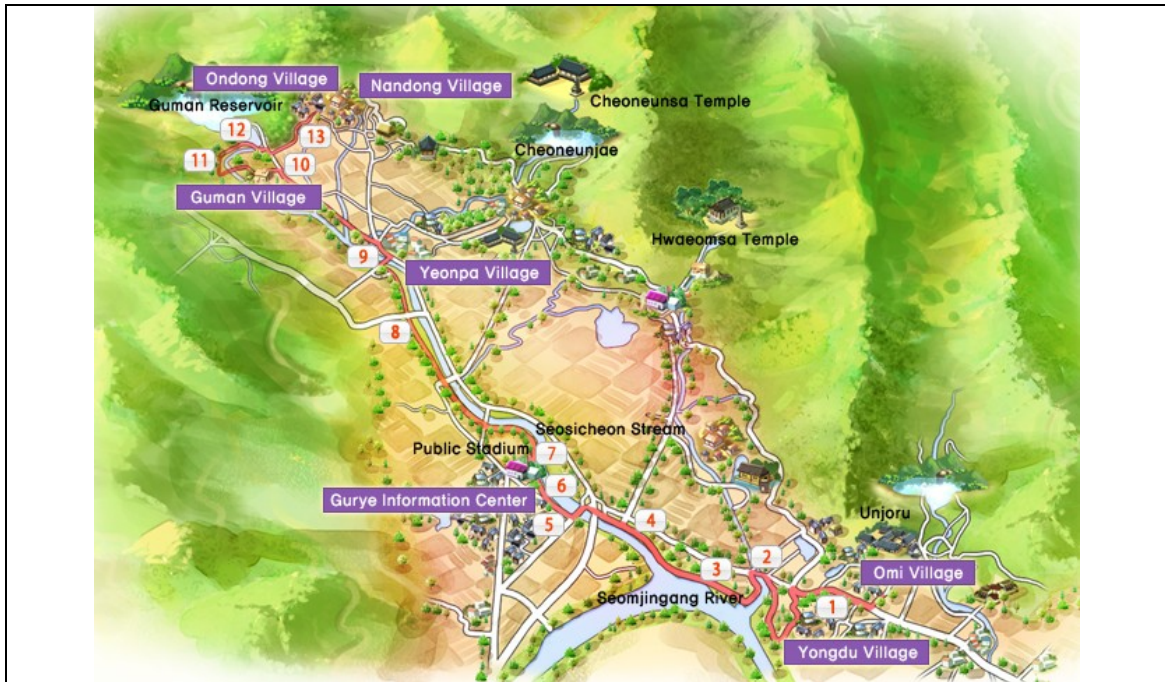 Ondong Village
Nandong Village
Guman Reservoir
Cheoneunsa Temple
12
13
11
10
Cheoneunjae
Guman Village
Hwaeomsa Temple
9
Yeonpa Village
8
Seosicheon Stream
Public Stadium
7
6
Gurye Information Center
5
4
Unjoru
2
3
Omi Village
Seomjingang River
1
Yongdu Village